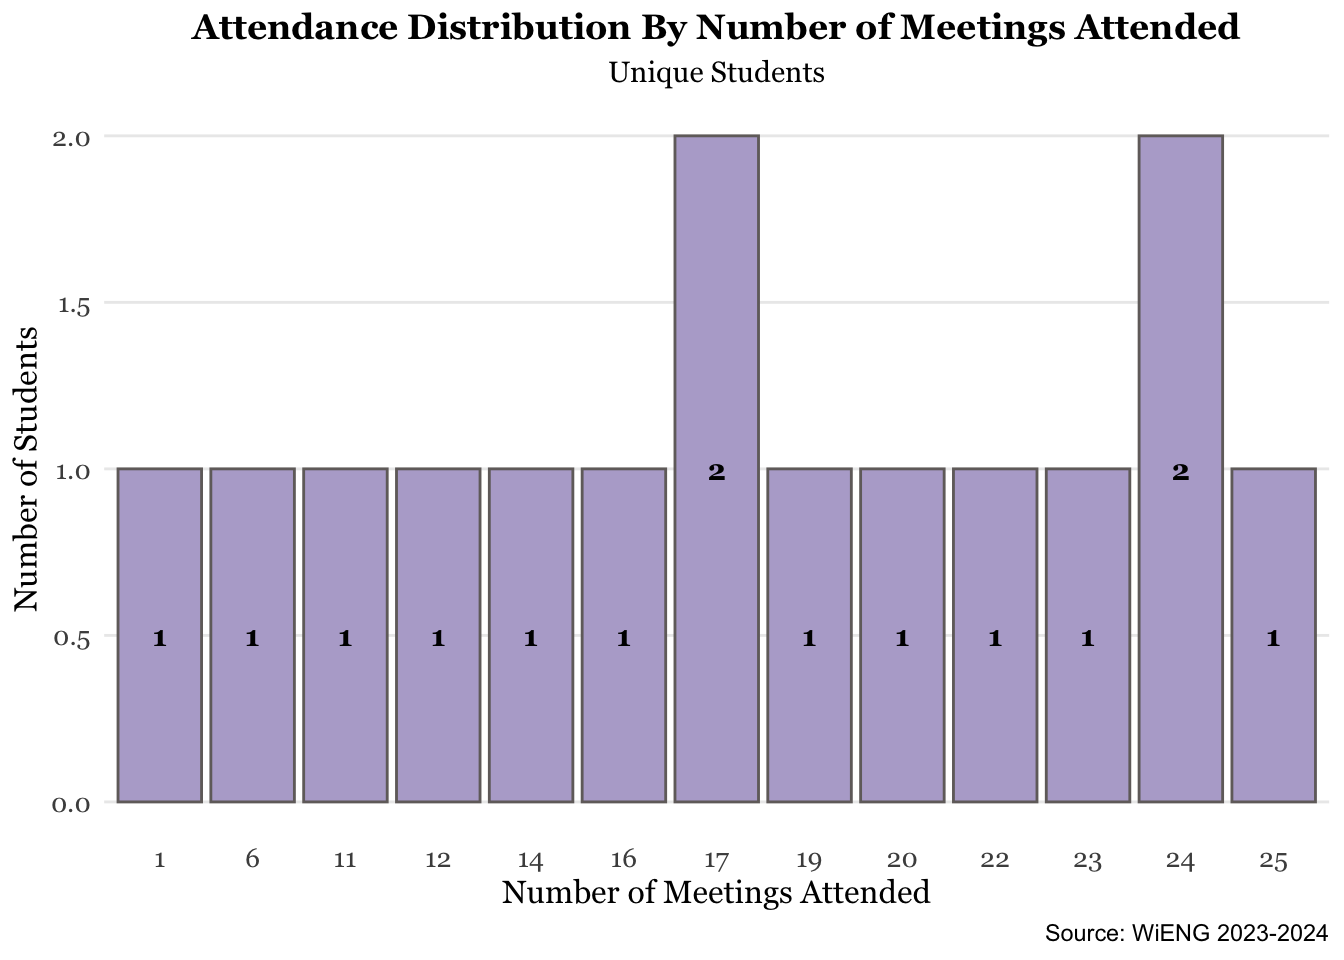 Attendance Distribution By Number of Meetings Attended
Unique Students
Number of Students
2.0
1.5
1.0
0.5
0.0
1 1 1 1 1 1 2 1 1 1 1 2 1
1 6 11 12 14 16 17 19 20 22 23 24 25
Number of Meetings Attended
Source: WiENG 2023-2024